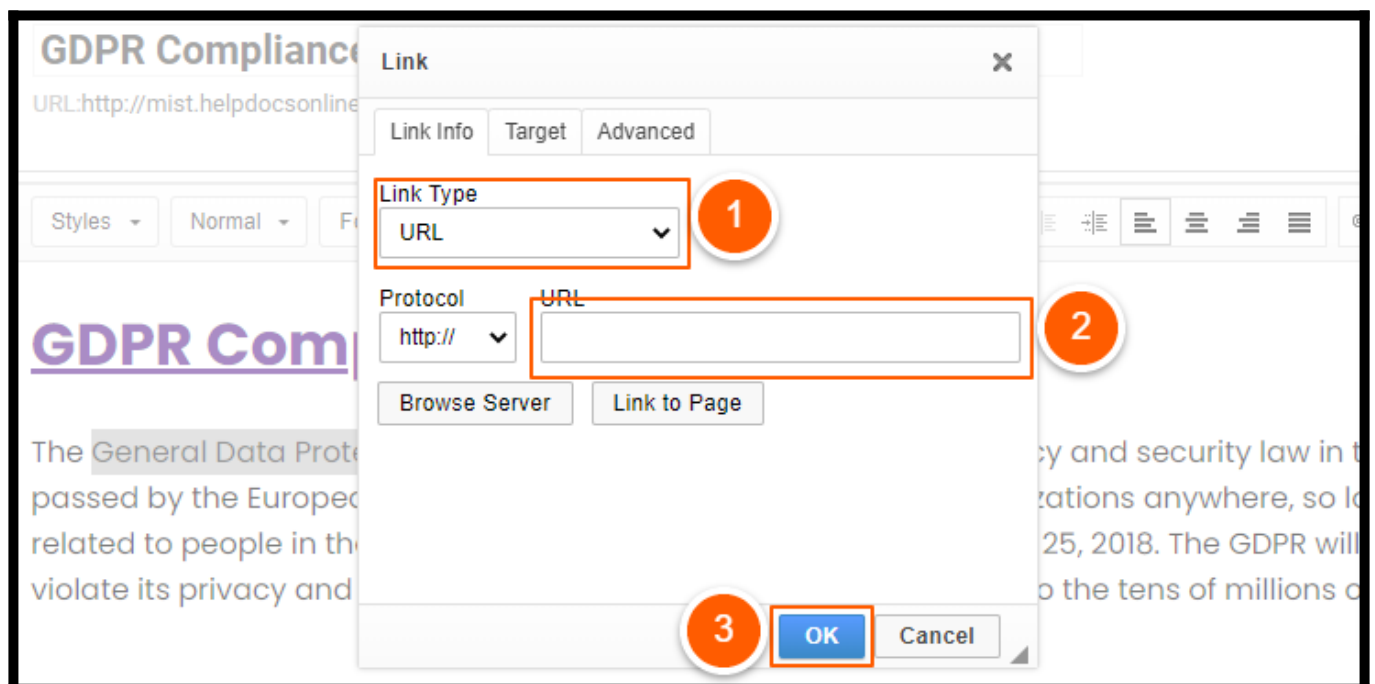 GDPR Compliance
Link
URL:http://mist.helpdocsonline
Link Info Target Advanced
Link Type
1
Styles Normal
URL
Protocol URL
2
http://
GDPR Comp
Browse Server Link to Page
The General Data Prote cy and security law in t
passed by the Europea zations anywhere, so lo
related to people in the 25, 2018. The GDPR will
violate its privacy and o the tens of millions o
3
OK Cancel